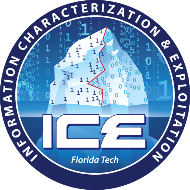 INFORMATION CHARACTERIZATION & EXPLOITATION
ICE
Florida Tech